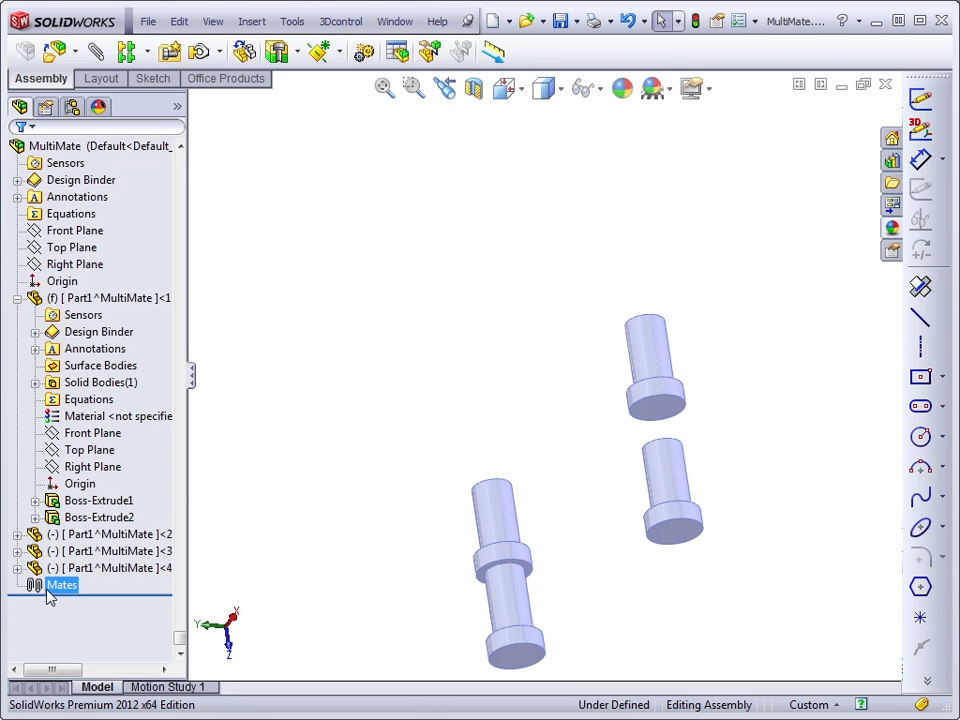 SOLIDWORKS File Edit View Insert Tools 3Dcontrol Window Help MultiMate.... ?
Assembly Layout Sketch Office Products
MultiMate (Default<Default_
Sensors
Design Binder
Annotations
Equations
Front Plane
Top Plane
Right Plane
Origin
(f) [ Part1^MultiMate ]<1
Sensors
Design Binder
Annotations
Surface Bodies
Solid Bodies(1)
Equations
Material <not specifie
Front Plane
Top Plane
Right Plane
Origin
Boss-Extrude1
Boss-Extrude2
(-) [ Part1^MultiMate ]<2
(-) [ Part1^MultiMate ]<3
(-) [ Part1^MultiMate ]<4
Mates
3D
X
Y
Z
Model Motion Study 1
SolidWorks Premium 2012 x64 Edition Under Defined Editing Assembly Custom ?